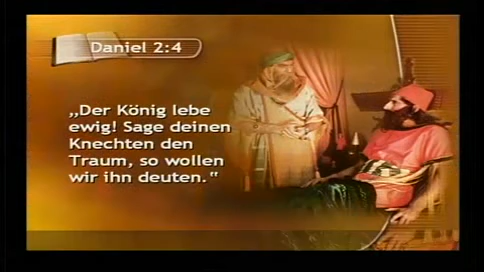 Daniel 2:4
„Der König lebe
ewig! Sage deinen
Knechten den
Traum, so wollen
wir ihn deuten."